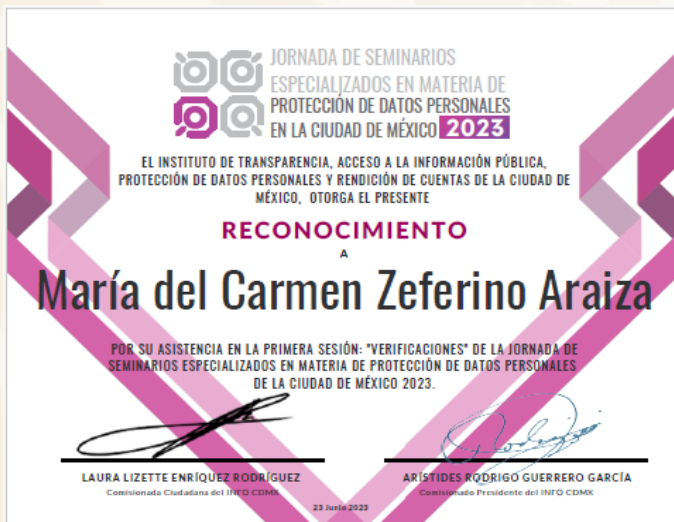 JORNADA DE SEMINARIOS
ESPECIALIZADOS EN MATERIA DE
PROTECCIÓN DE DATOS PERSONALES
EN LA CIUDAD DE MÉXICO 2023
EL INSTITUTO DE TRANSPARENCIA, ACCESO A LA INFORMACIÓN PÚBLICA,
PROTECCIÓN DE DATOS PERSONALES Y RENDICIÓN DE CUENTAS DE LA CIUDAD DE
MÉXICO, OTORGA EL PRESENTE
RECONOCIMIENTO
A
María del Carmen Zeferino Araiza
POR SU ASISTENCIA EN LA PRIMERA SESIÓN: "VERIFICACIONES" DE LA JORNADA DE
SEMINARIOS ESPECIALIZADOS EN MATERIA DE PROTECCIÓN DE DATOS PERSONALES
DE LA CIUDAD DE MÉXICO 2023.
LAURA LIZETTE ENRÍQUEZ RODRÍGUEZ
Comisionada Ciudadana del INFO CDMX
ARÍSTIDES RODRIGO GUERRERO GARCÍA
Comisionado Presidente del INFO CDMX
23 Junio 2023